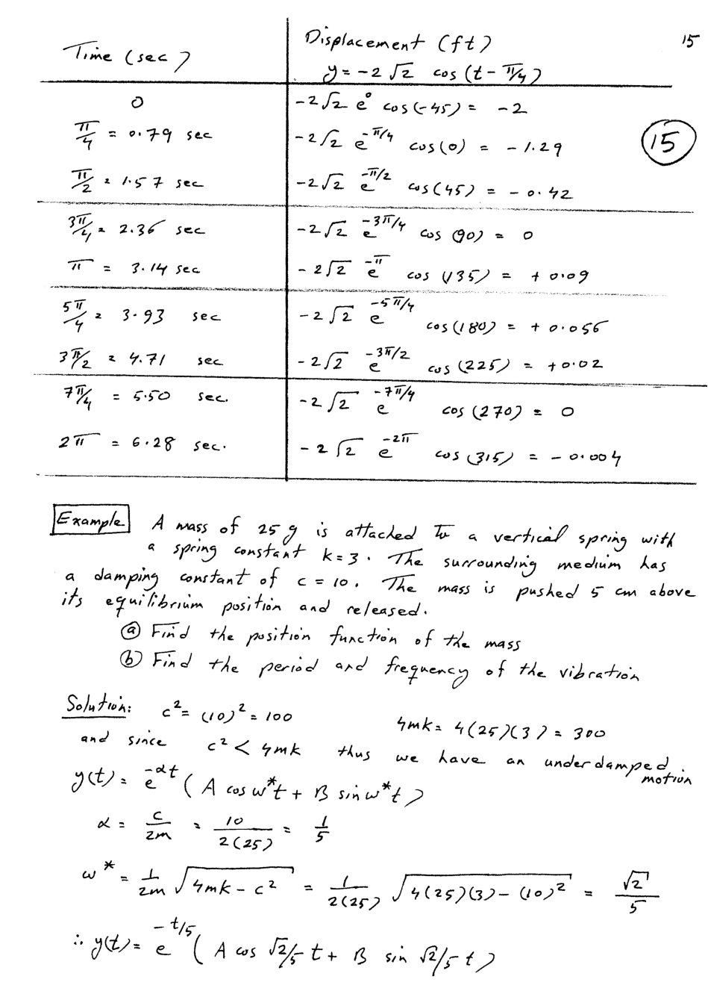 15
Time (sec)
Displacement (ft)
y = -2 √2 cos (t - π/4)
0
-2√2 e⁰ cos(-45) = -2
π/4 = 0.79 sec
-2√2 e^(-π/4) cos(0) = -1.29
15
π/2 = 1.57 sec
-2√2 e^(-π/2) cos(45) = -0.42
3π/4 = 2.36 sec
-2√2 e^(-3π/4) cos(90) = 0
π = 3.14 sec
-2√2 e^(-π) cos(135) = +0.09
5π/4 = 3.93 sec
-2√2 e^(-5π/4) cos(180) = +0.056
3π/2 = 4.71 sec
-2√2 e^(-3π/2) cos(225) = +0.02
7π/4 = 5.50 sec.
-2√2 e^(-7π/4) cos(270) = 0
2π = 6.28 sec.
-2√2 e^(-2π) cos(315) = -0.004
Example A mass of 25 g is attached to a vertical spring with
a spring constant k=3. The surrounding medium has
a damping constant of c = 10. The mass is pushed 5 cm above
its equilibrium position and released.
ⓐ Find the position function of the mass
ⓑ Find the period and frequency of the vibration
Solution: c² = (10)² = 100 4mk = 4(25)(3) = 300
and since c² < 4mk thus we have an underdamped motion
y(t) = e^(-αt) (A cos ω*t + B sin ω*t)
α = c/2m = 10/2(25) = 1/5
ω* = 1/2m √(4mk - c²) = 1/2(25) √(4(25)(3) - (10)²) = √2/5
∴ y(t) = e^(-t/5) (A cos √2/5 t + B sin √2/5 t)